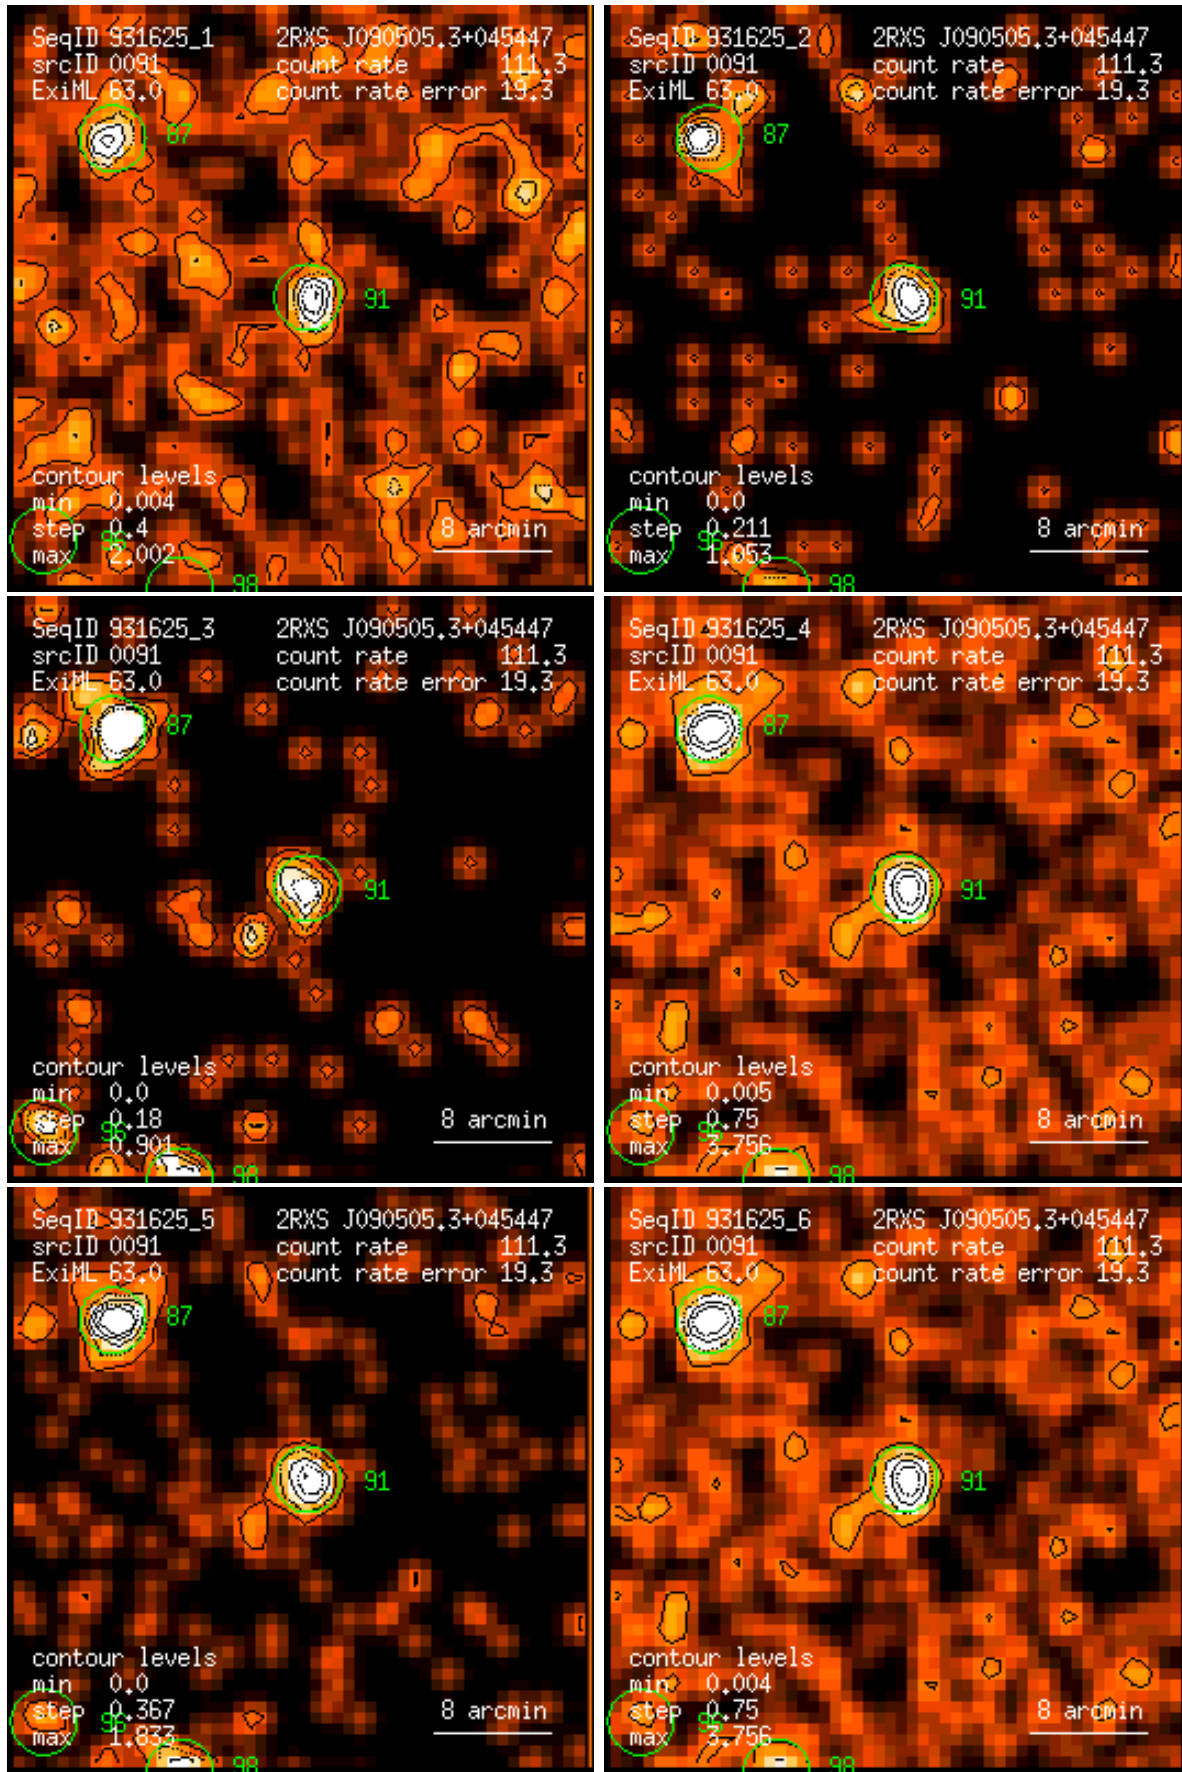 SeqID 931625_1 2RXS J090505.3+045447
srcID 0091 count rate 111.3
ExiML 63.0 count rate error 19.3
87
91
contour levels
min 0.004
step 0.4 8 arcmin
96
max 2.002
98
SeqID 931625_2 2RXS J090505.3+045447
srcID 0091 count rate 111.3
ExiML 63.0 count rate error 19.3
87
91
contour levels
min 0.0
step 0.211 8 arcmin
96
max 1.053
98
SeqID 931625_3 2RXS J090505.3+045447
srcID 0091 count rate 111.3
ExiML 63.0 count rate error 19.3
87
91
contour levels
min 0.0
step 0.18 8 arcmin
96
max 0.901
98
SeqID 931625_4 2RXS J090505.3+045447
srcID 0091 count rate 111.3
ExiML 63.0 count rate error 19.3
87
91
contour levels
min 0.005
step 0.75 8 arcmin
96
max 3.756
98
SeqID 931625_5 2RXS J090505.3+045447
srcID 0091 count rate 111.3
ExiML 63.0 count rate error 19.3
87
91
contour levels
min 0.0
step 0.367 8 arcmin
96
max 1.833
98
SeqID 931625_6 2RXS J090505.3+045447
srcID 0091 count rate 111.3
ExiML 63.0 count rate error 19.3
87
91
contour levels
min 0.004
step 0.75 8 arcmin
96
max 3.756
98